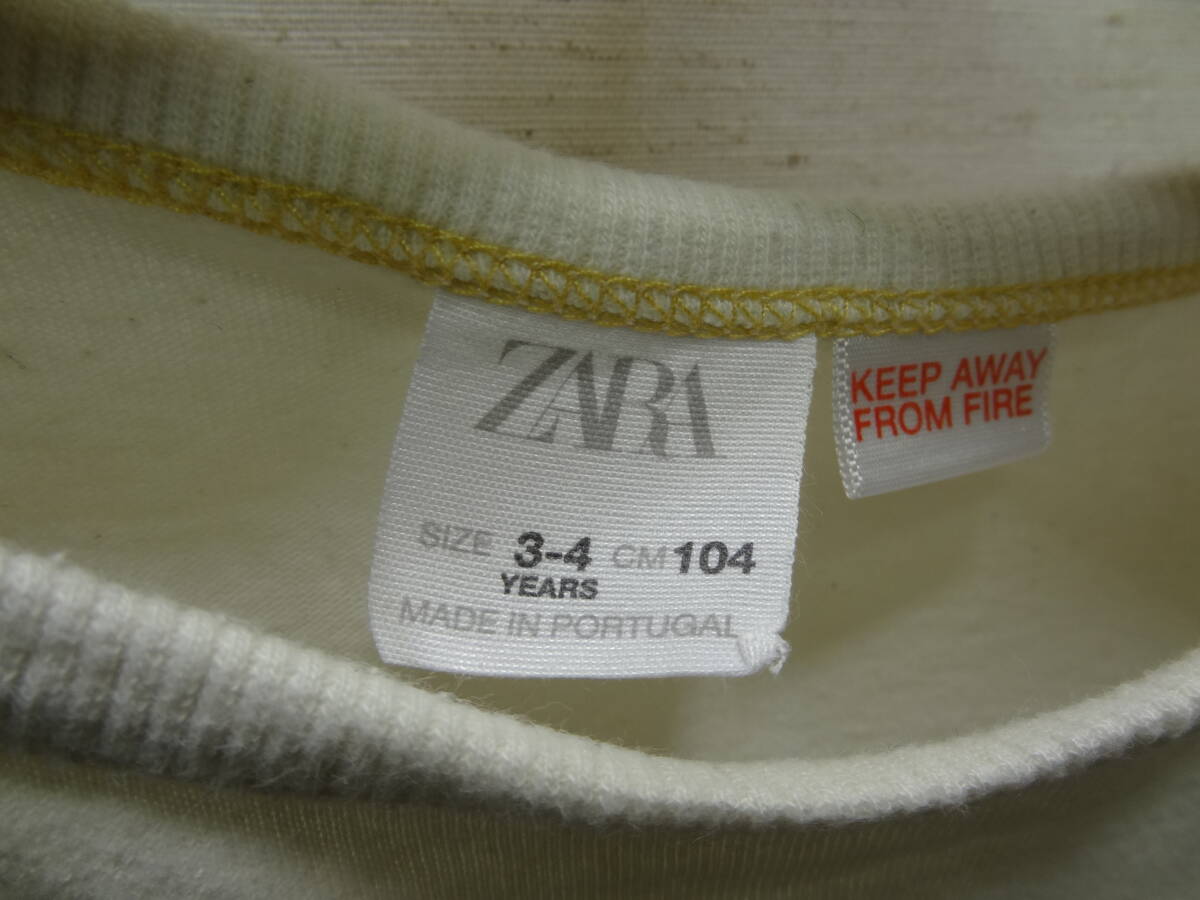 ZARA
SIZE 3-4 CM 104
YEARS
MADE IN PORTUGAL
KEEP AWAY
FROM FIRE